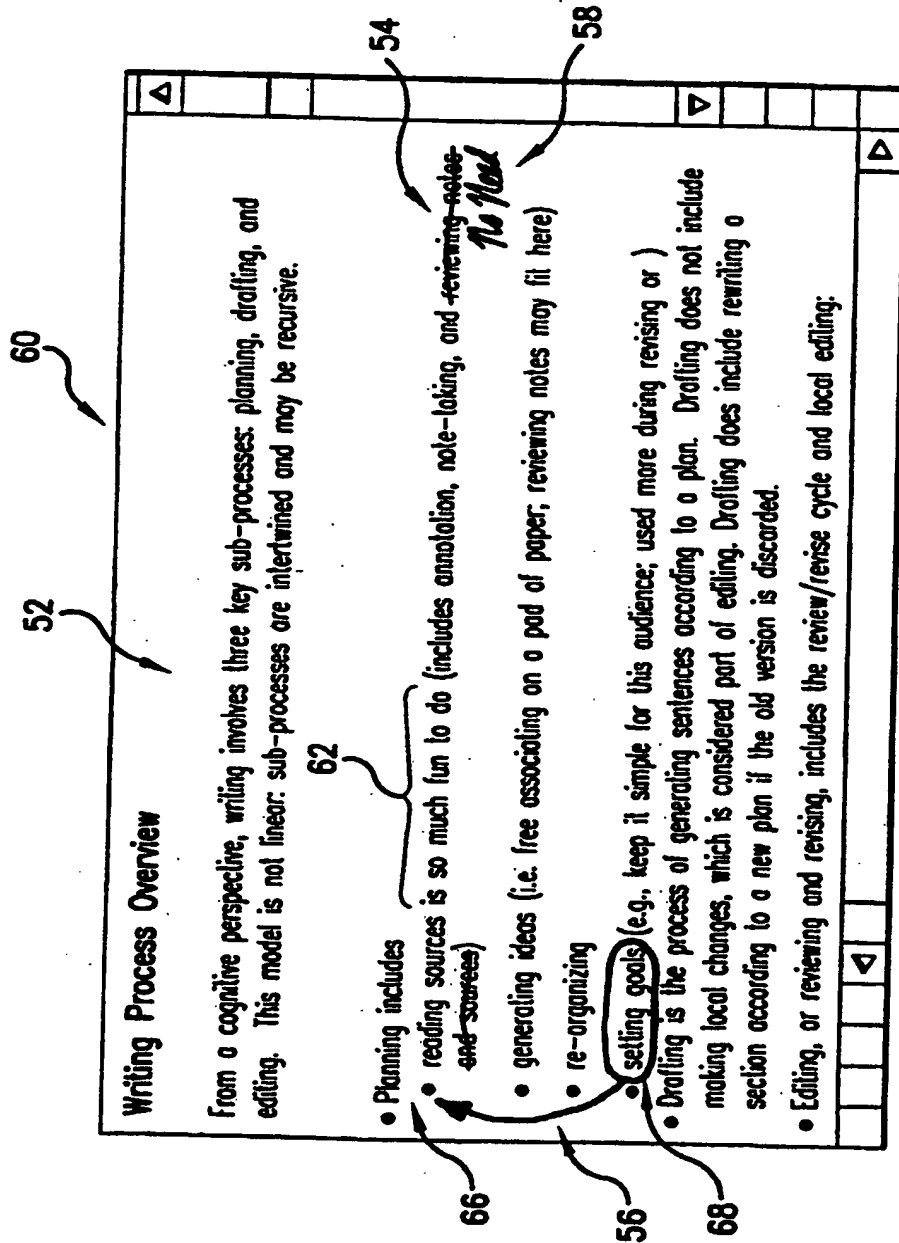 60
52
Writing Process Overview
From a cognitive perspective, writing involves three key sub-processes: planning, drafting, and
editing. This model is not linear: sub-processes are intertwined and may be recursive.
62
54
66
• Planning includes
• reading sources is so much fun to do (includes annotation, note-taking, and reviewing notes
and sources)
No Need
58
• generating ideas (i.e. free associating on a pad of paper; reviewing notes may fit here)
• re-organizing
56
• setting goals (e.g., keep it simple for this audience; used more during revising or )
68
• Drafting is the process of generating sentences according to a plan. Drafting does not include
making local changes, which is considered part of editing. Drafting does include rewriting a
section according to a new plan if the old version is discarded.
• Editing, or reviewing and revising, includes the review/revise cycle and local editing: